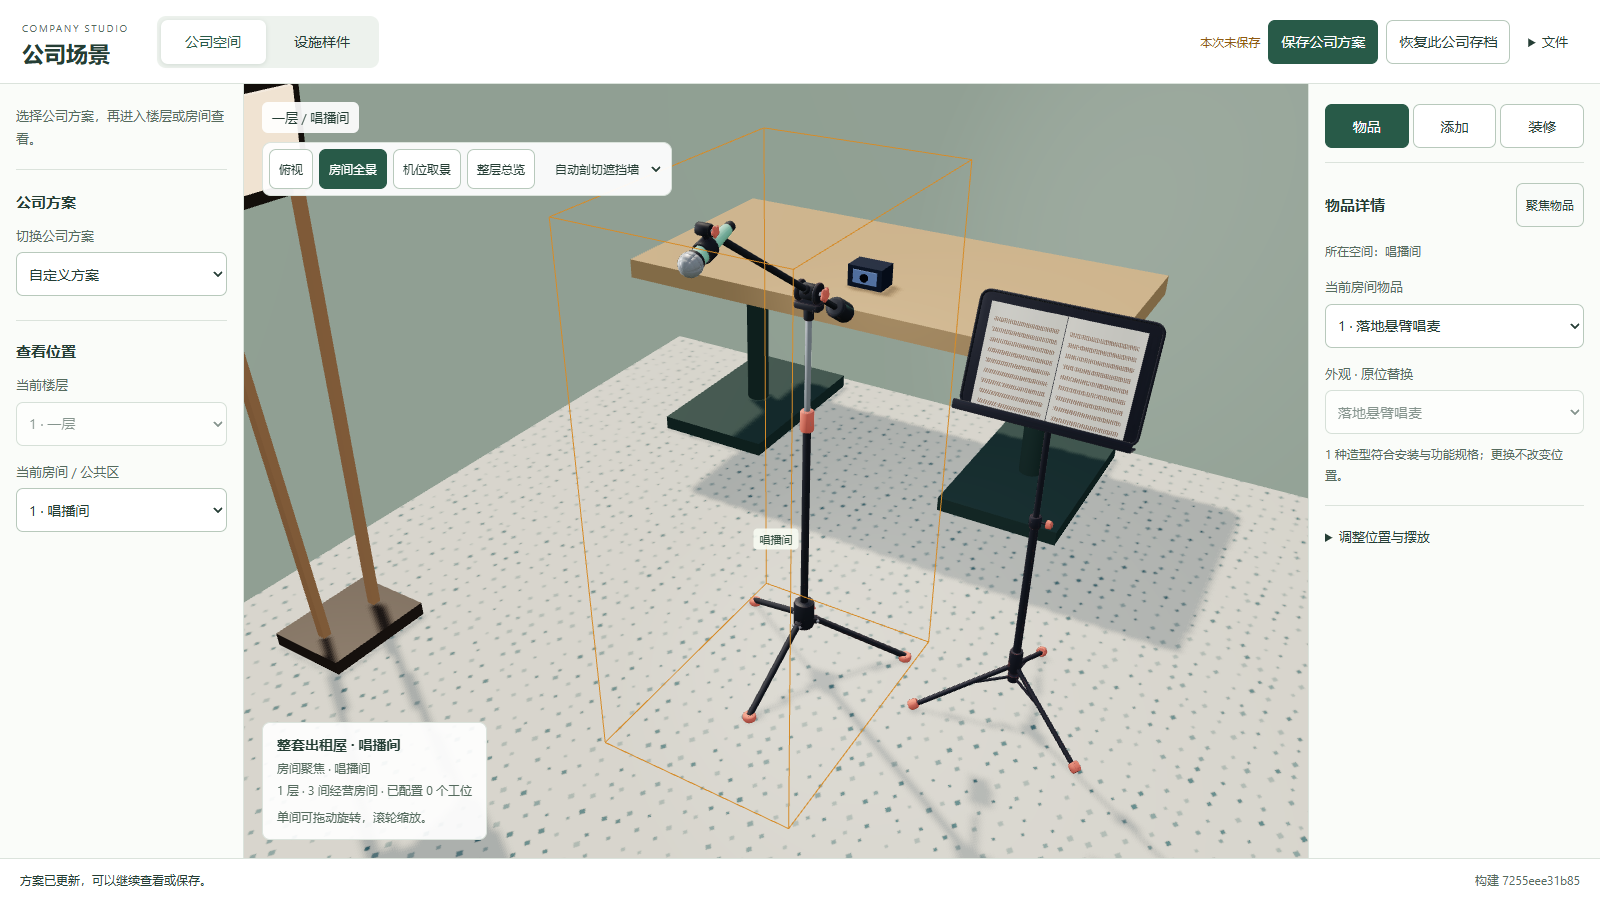 COMPANY STUDIO
公司场景
公司空间
设施样件
本次未保存
保存公司方案
恢复此公司存档
文件
选择公司方案，再进入楼层或房间查
看。
公司方案
切换公司方案
自定义方案
查看位置
当前楼层
1 · 一层
当前房间 / 公共区
1 · 唱播间
一层 / 唱播间
俯视
房间全景
机位取景
整层总览
自动剖切遮挡墙
唱播间
整套出租屋 · 唱播间
房间聚焦 · 唱播间
1 层 · 3 间经营房间 · 已配置 0 个工位
单间可拖动旋转，滚轮缩放。
物品
添加
装修
物品详情
聚焦物品
所在空间：唱播间
当前房间物品
1 · 落地悬臂唱麦
外观 · 原位替换
落地悬臂唱麦
1 种造型符合安装与功能规格；更换不改变位
置。
调整位置与摆放
方案已更新，可以继续查看或保存。
构建 7255eee31b85